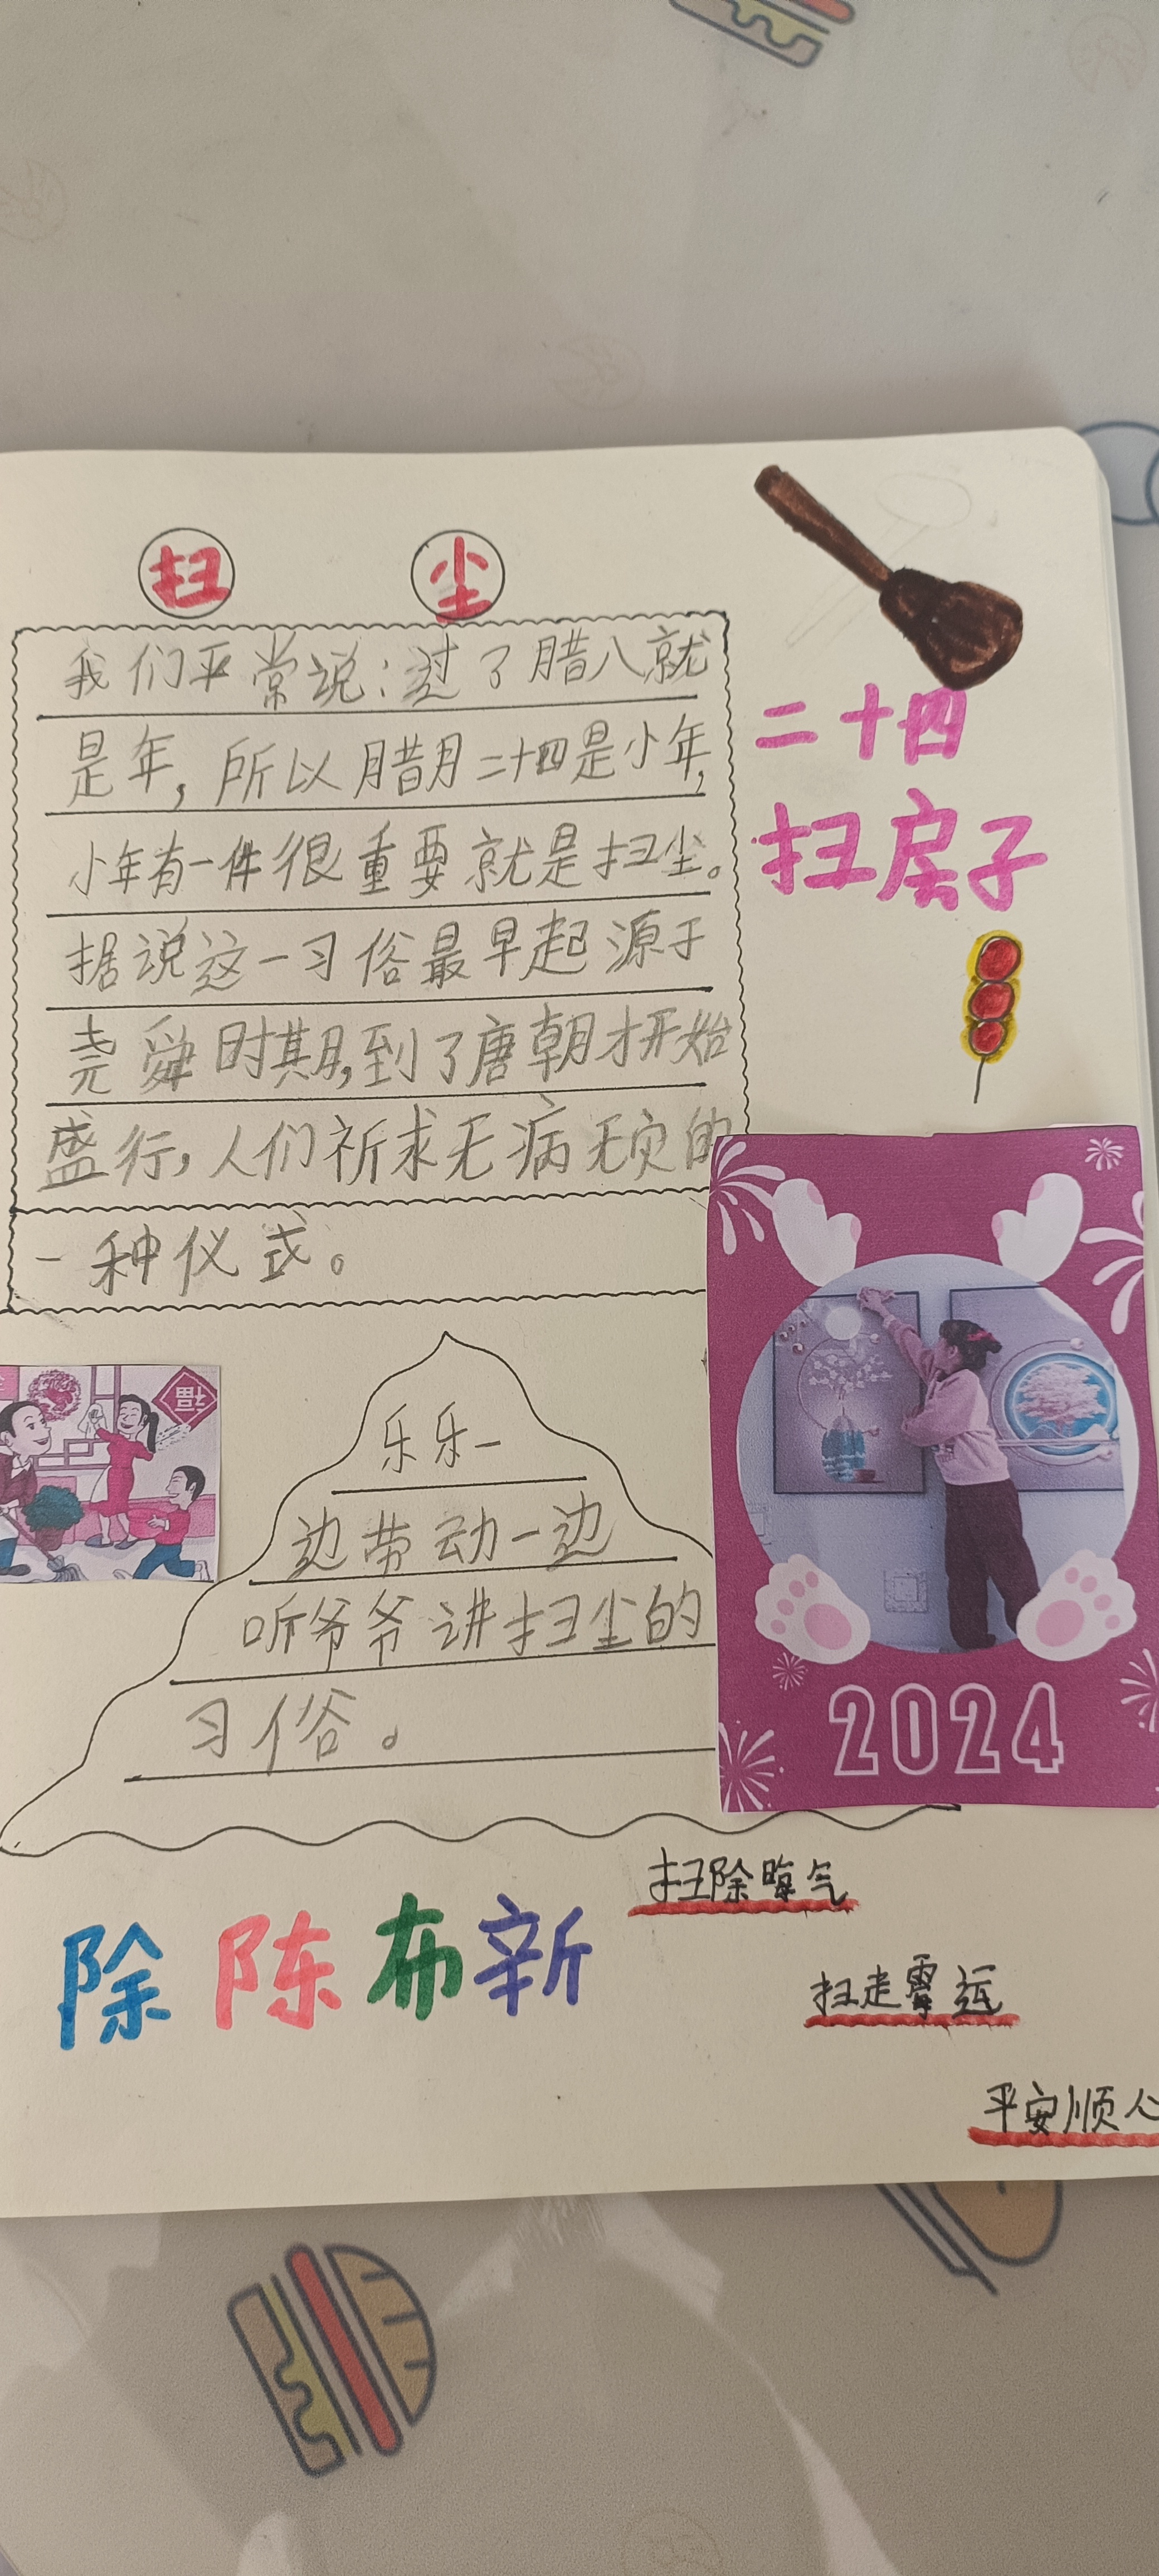 扫 尘
我们平常说：过了腊八就
是年，所以腊月二十四是小年，
小年有一件很重要就是扫尘。
据说这一习俗最早起源于
尧舜时期，到了唐朝才开始
盛行，人们祈求无病无灾的
一种仪式。
二十四
扫房子
福
乐乐一
边带动一边
听爷爷讲扫尘的
习俗。
2024
除陈布新
扫除晦气
扫走霉运
平安顺心